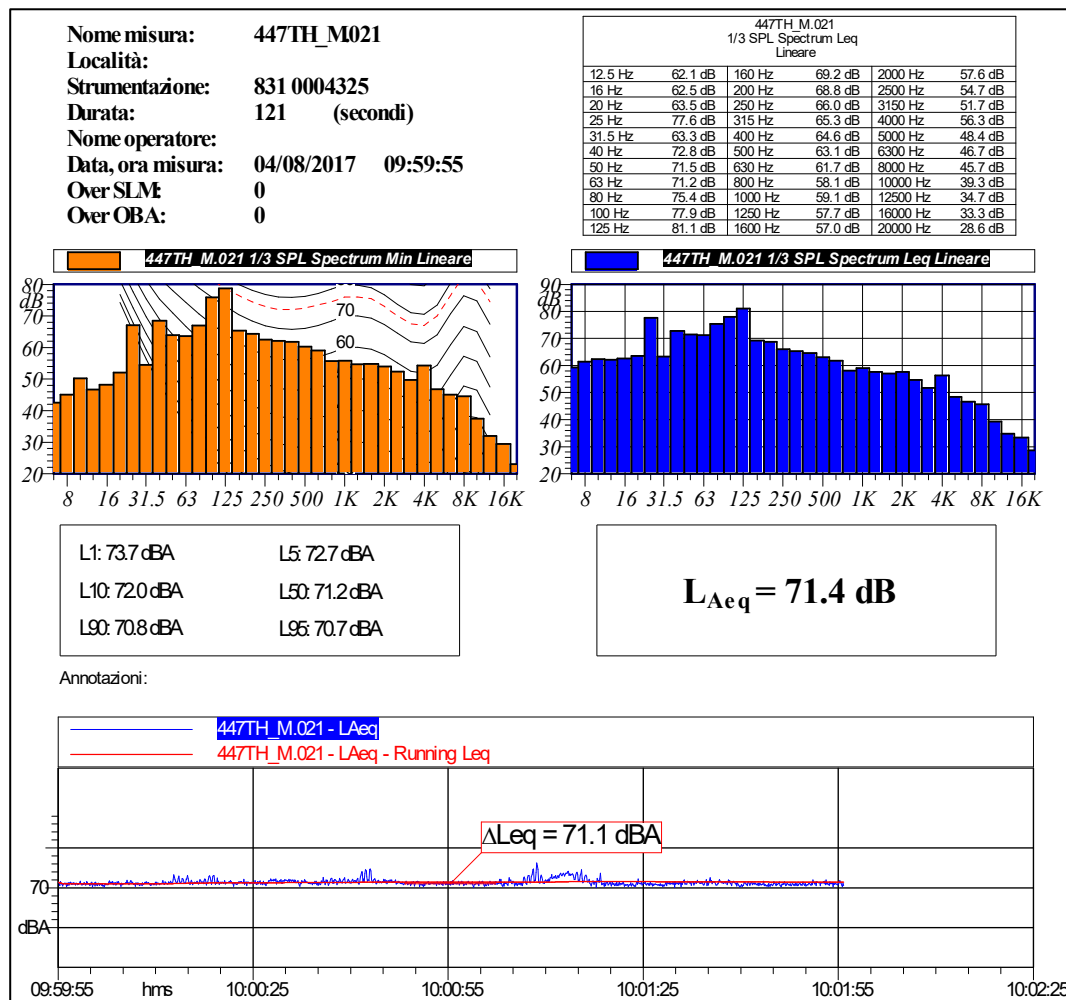 Nome misura: 447TH_M.021
Località:
Strumentazione: 831 0004325
Durata: 121 (secondi)
Nome operatore:
Data, ora misura: 04/08/2017 09:59:55
Over SLM: 0
Over OBA: 0
447TH_M.021
1/3 SPL Spectrum Leq
Lineare
12.5 Hz 62.1 dB 160 Hz 69.2 dB 2000 Hz 57.6 dB
16 Hz 62.5 dB 200 Hz 68.8 dB 2500 Hz 54.7 dB
20 Hz 63.5 dB 250 Hz 66.0 dB 3150 Hz 51.7 dB
25 Hz 77.6 dB 315 Hz 65.3 dB 4000 Hz 56.3 dB
31.5 Hz 63.3 dB 400 Hz 64.6 dB 5000 Hz 48.4 dB
40 Hz 72.8 dB 500 Hz 63.1 dB 6300 Hz 46.7 dB
50 Hz 71.5 dB 630 Hz 61.7 dB 8000 Hz 45.7 dB
63 Hz 71.2 dB 800 Hz 58.1 dB 10000 Hz 39.3 dB
80 Hz 75.4 dB 1000 Hz 59.1 dB 12500 Hz 34.7 dB
100 Hz 77.9 dB 1250 Hz 57.7 dB 16000 Hz 33.3 dB
125 Hz 81.1 dB 1600 Hz 57.0 dB 20000 Hz 28.6 dB
447TH_M.021 1/3 SPL Spectrum Min Lineare
80
dB
70
60
50
40
30
20
70
60
8 16 31.5 63 125 250 500 1K 2K 4K 8K 16K
447TH_M.021 1/3 SPL Spectrum Leq Lineare
90
dB
80
70
60
50
40
30
20
8 16 31.5 63 125 250 500 1K 2K 4K 8K 16K
L1: 73.7 dBA L5: 72.7 dBA
L10: 72.0 dBA L50: 71.2 dBA
L90: 70.8 dBA L95: 70.7 dBA
LAeq = 71.4 dB
Annotazioni:
447TH_M.021 - LAeq
447TH_M.021 - LAeq - Running Leq
ΔLeq = 71.1 dBA
70
dBA
09:59:55 hms 10:00:25 10:00:55 10:01:25 10:01:55 10:02:25